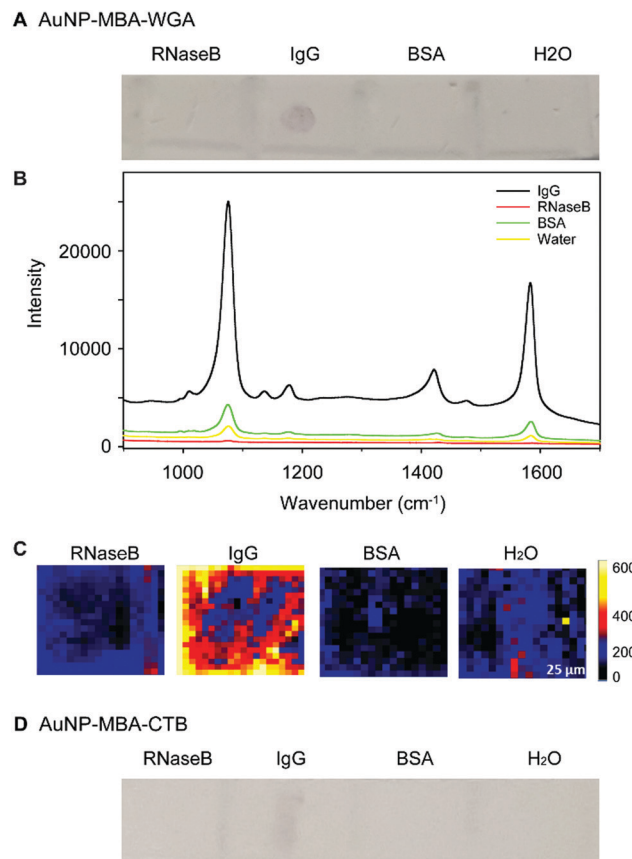 A AuNP-MBA-WGA
RNaseB IgG BSA H2O
B
IgG
RNaseB
BSA
Water
Intensity
20000
10000
0
1000 1200 1400 1600
Wavenumber (cm⁻¹)
C
RNaseB IgG BSA H₂O
600
400
200
0
25 µm
D AuNP-MBA-CTB
RNaseB IgG BSA H₂O